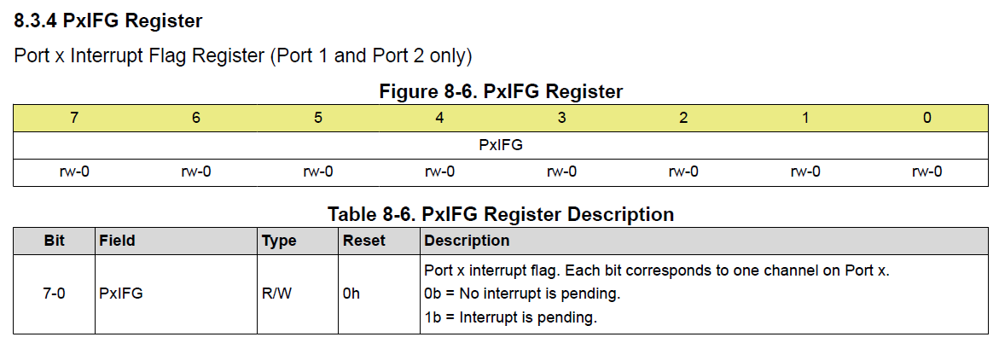 8.3.4 PxIFG Register
Port x Interrupt Flag Register (Port 1 and Port 2 only)
Figure 8-6. PxIFG Register
7 6 5 4 3 2 1 0
PxIFG
rw-0 rw-0 rw-0 rw-0 rw-0 rw-0 rw-0 rw-0
Table 8-6. PxIFG Register Description
Bit Field Type Reset Description
7-0 PxIFG R/W 0h Port x interrupt flag. Each bit corresponds to one channel on Port x.
0b = No interrupt is pending.
1b = Interrupt is pending.